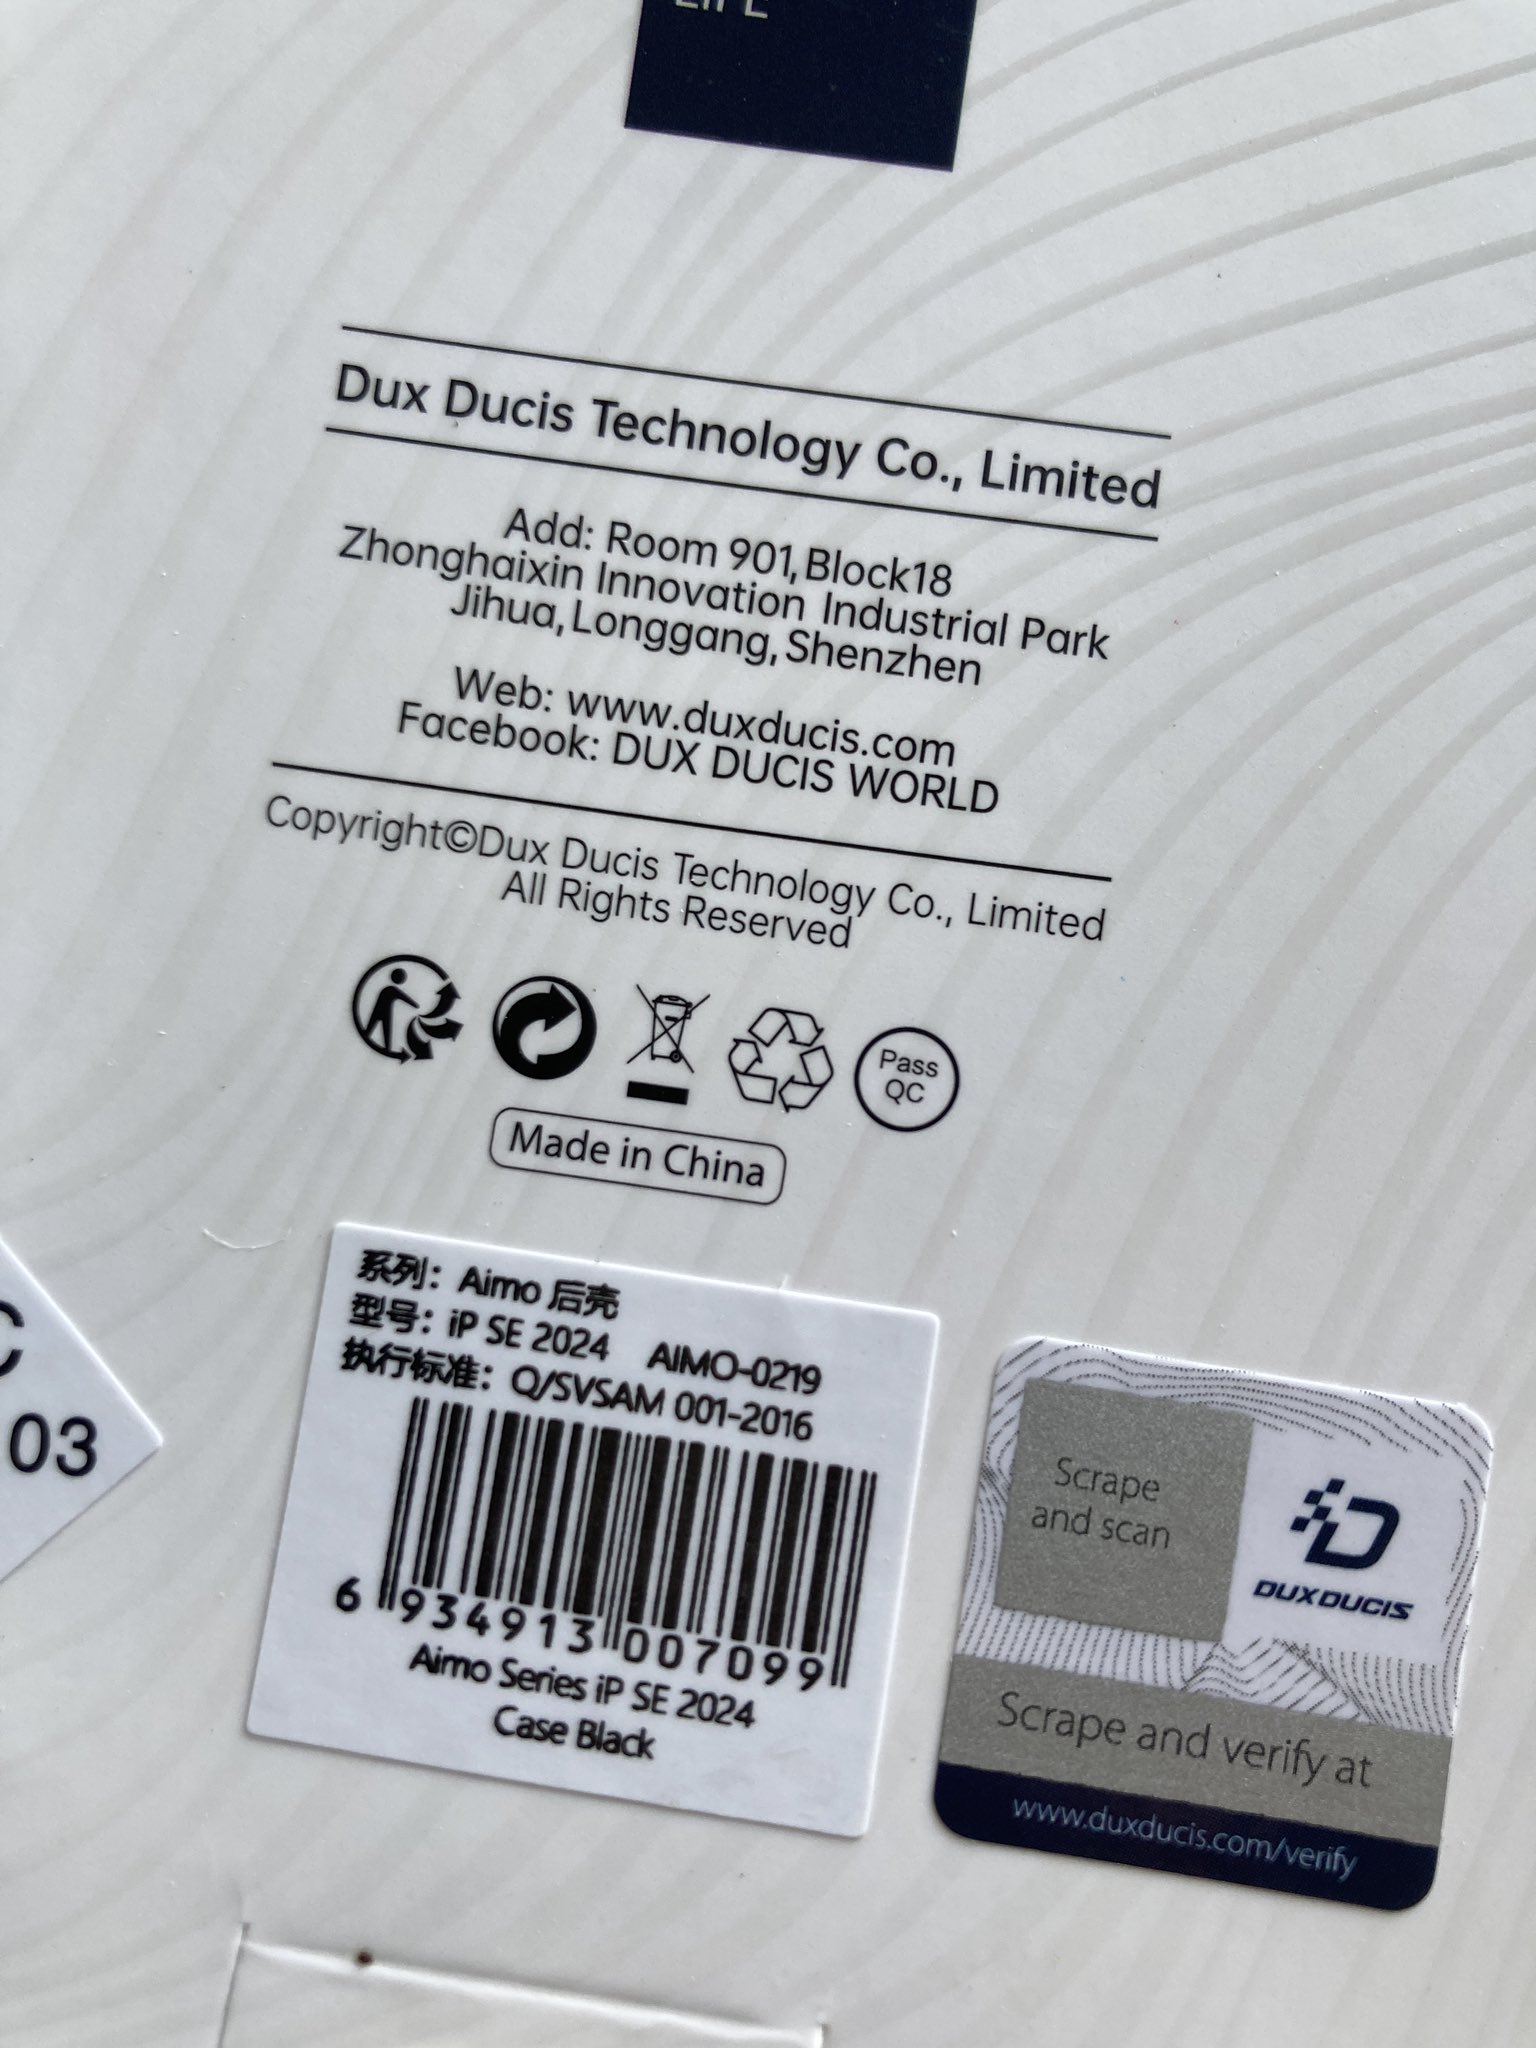 LIFE
Dux Ducis Technology Co., Limited
Add: Room 901,Block18
Zhonghaixin Innovation Industrial Park
Jihua,Longgang,Shenzhen
Web: www.duxducis.com
Facebook: DUX DUCIS WORLD
Copyright©Dux Ducis Technology Co., Limited
All Rights Reserved
Pass
QC
Made in China
系列：Aimo 后壳
型号：iP SE 2024 AIMO-0219
执行标准：Q/SVSAM 001-2016
6 934913 007099
Aimo Series iP SE 2024
Case Black
03
Scrape
and scan
D
DUX DUCIS
Scrape and verify at
www.duxducis.com/verify